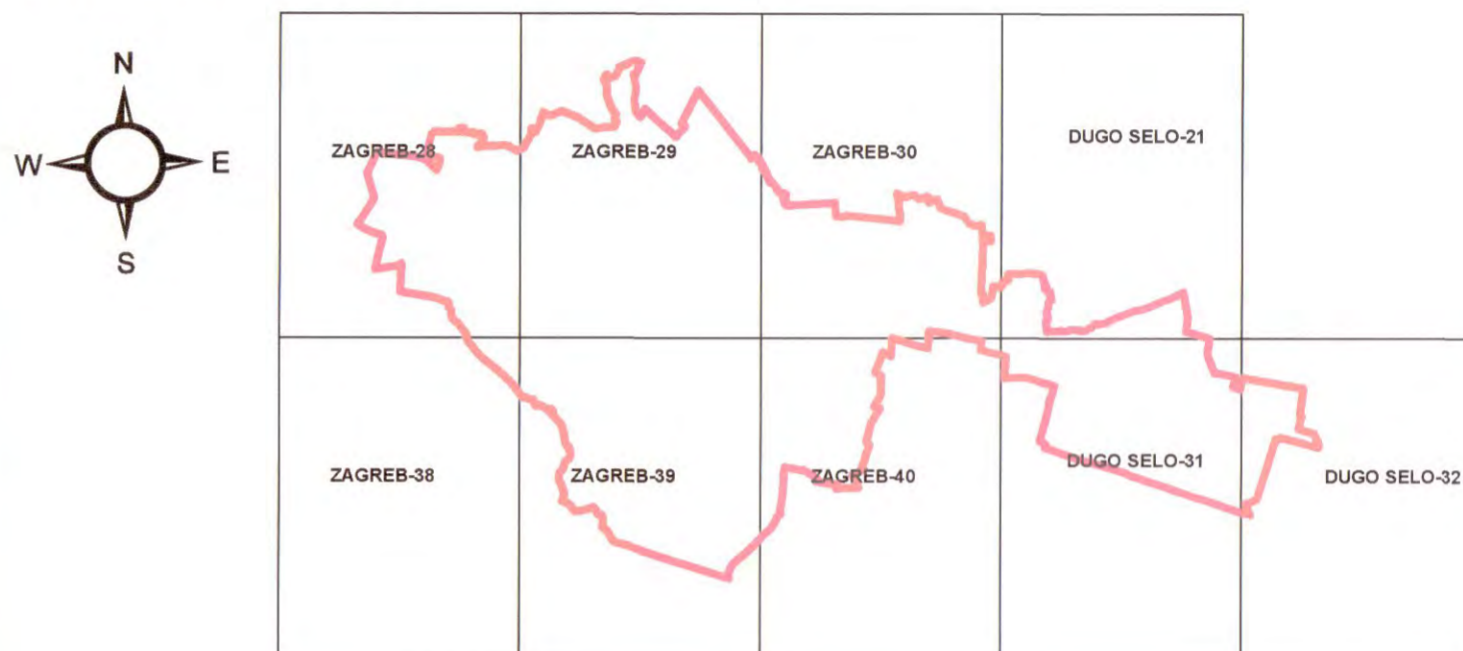 N
W E
S
ZAGREB-28 ZAGREB-29 ZAGREB-30 DUGO SELO-21
ZAGREB-38 ZAGREB-39 ZAGREB-40 DUGO SELO-31 DUGO SELO-32